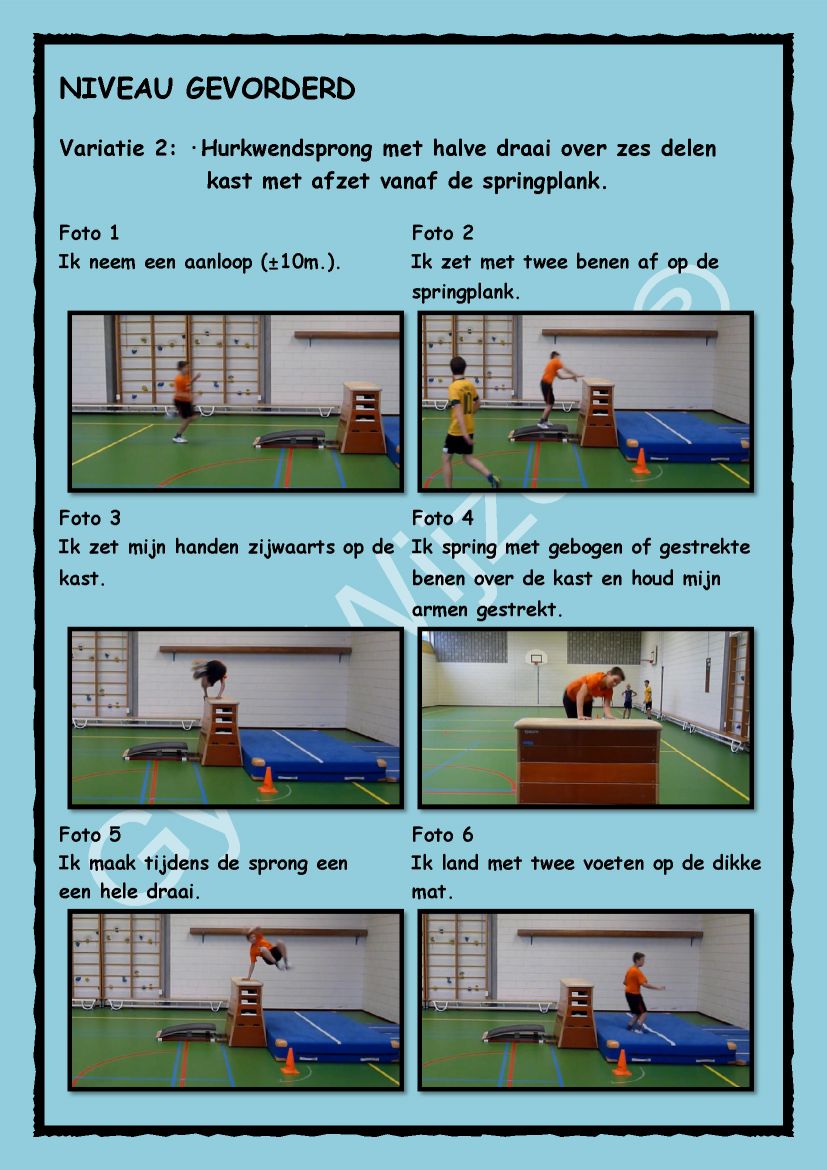 NIVEAU GEVORDERD
Variatie 2: · Hurkwendsprong met halve draai over zes delen
kast met afzet vanaf de springplank.
Foto 1
Ik neem een aanloop (±10m.).
Foto 2
Ik zet met twee benen af op de
springplank.
Foto 3
Ik zet mijn handen zijwaarts op de
kast.
Foto 4
Ik spring met gebogen of gestrekte
benen over de kast en houd mijn
armen gestrekt.
Foto 5
Ik maak tijdens de sprong een
een hele draai.
Foto 6
Ik land met twee voeten op de dikke
mat.